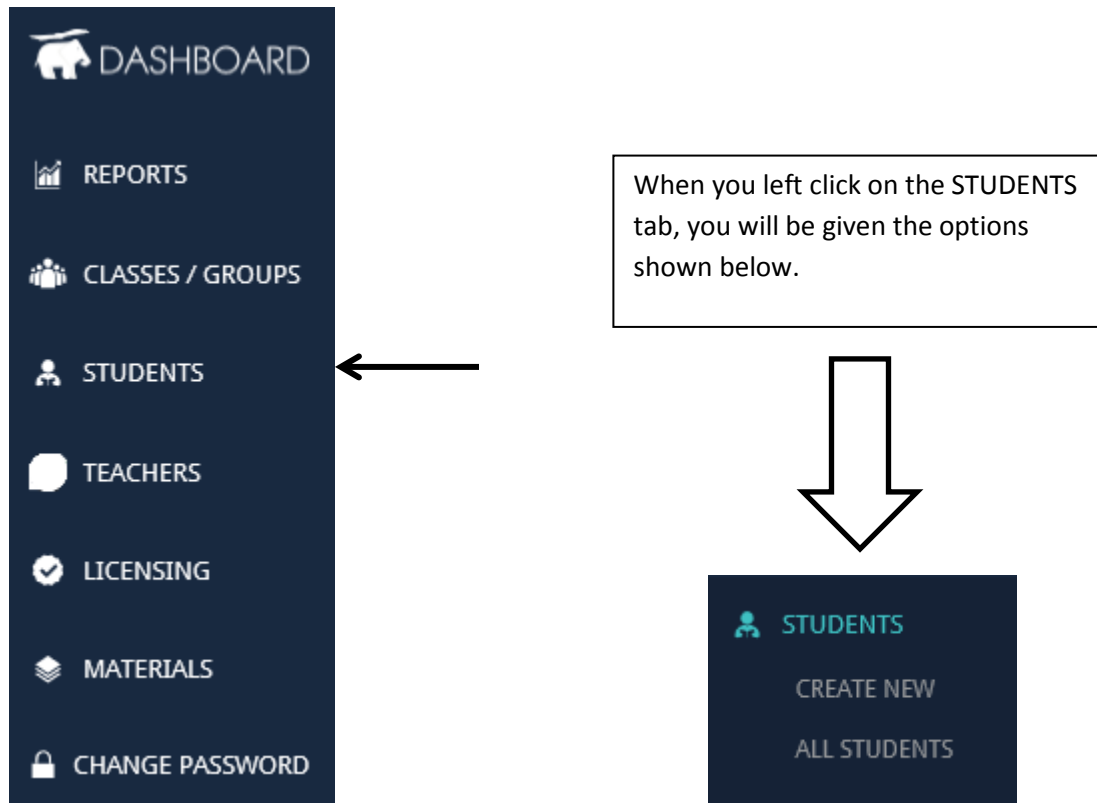 DASHBOARD
REPORTS
CLASSES / GROUPS
STUDENTS
TEACHERS
LICENSING
MATERIALS
CHANGE PASSWORD
When you left click on the STUDENTS
tab, you will be given the options
shown below.
STUDENTS
CREATE NEW
ALL STUDENTS